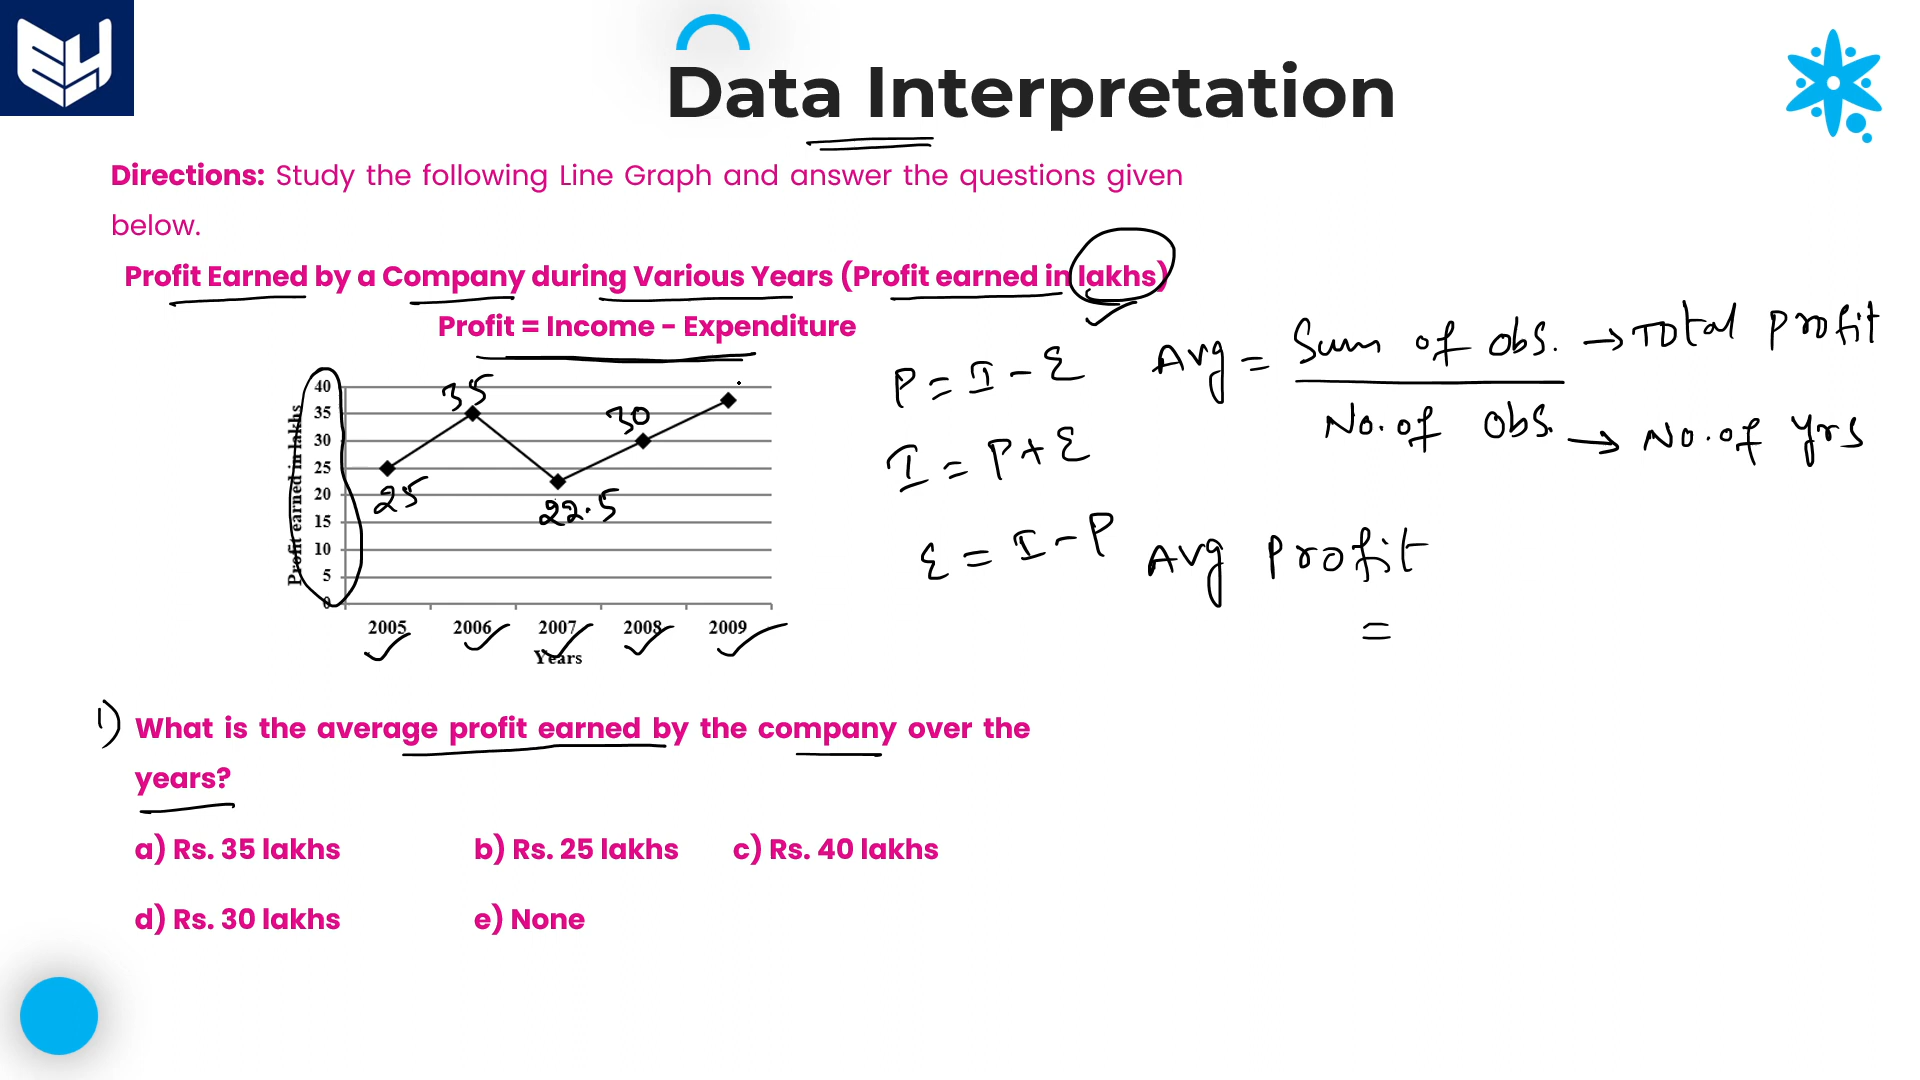 Data Interpretation
Directions: Study the following Line Graph and answer the questions given
below.
Profit Earned by a Company during Various Years (Profit earned in lakhs)
Profit = Income - Expenditure
Profit earned in lakhs
40
35
30
25
20
15
10
5
0
35
30
25
22.5
2005 2006 2007 2008 2009
Years
P = I - E
I = P + E
E = I - P
Avg = Sum of obs. → Total Profit
No. of obs. → No. of yrs
Avg Profit
=
1) What is the average profit earned by the company over the
years?
a) Rs. 35 lakhs b) Rs. 25 lakhs c) Rs. 40 lakhs
d) Rs. 30 lakhs e) None